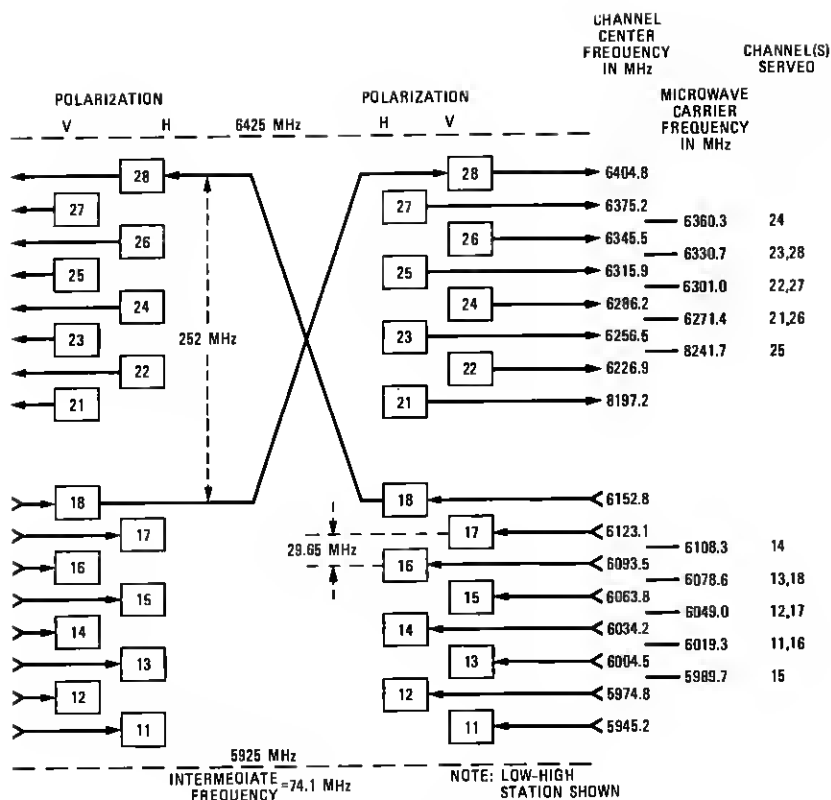 CHANNEL
CENTER
FREQUENCY
IN MHz
CHANNEL(S)
SERVED
MICROWAVE
CARRIER
FREQUENCY
IN MHz
POLARIZATION
V H
POLARIZATION
H V
6425 MHz
28 28 6404.8
27 27 6375.2
6360.3 24
26 26 6345.5
6330.7 23,28
25 25 6315.9
6301.0 22,27
24 24 6286.2
6271.4 21,26
252 MHz
23 23 6256.5
8241.7 25
22 22 6226.9
21 21 8197.2
18 18 6152.8
17 17 6123.1
29.65 MHz
6108.3 14
16 16 6093.5
6078.6 13,18
15 15 6063.8
6049.0 12,17
14 14 6034.2
6019.3 11,16
13 13 6004.5
5989.7 15
12 12 5974.8
11 11 5945.2
5925 MHz
INTERMEDIATE
FREQUENCY =74.1 MHz
NOTE: LOW-HIGH
STATION SHOWN